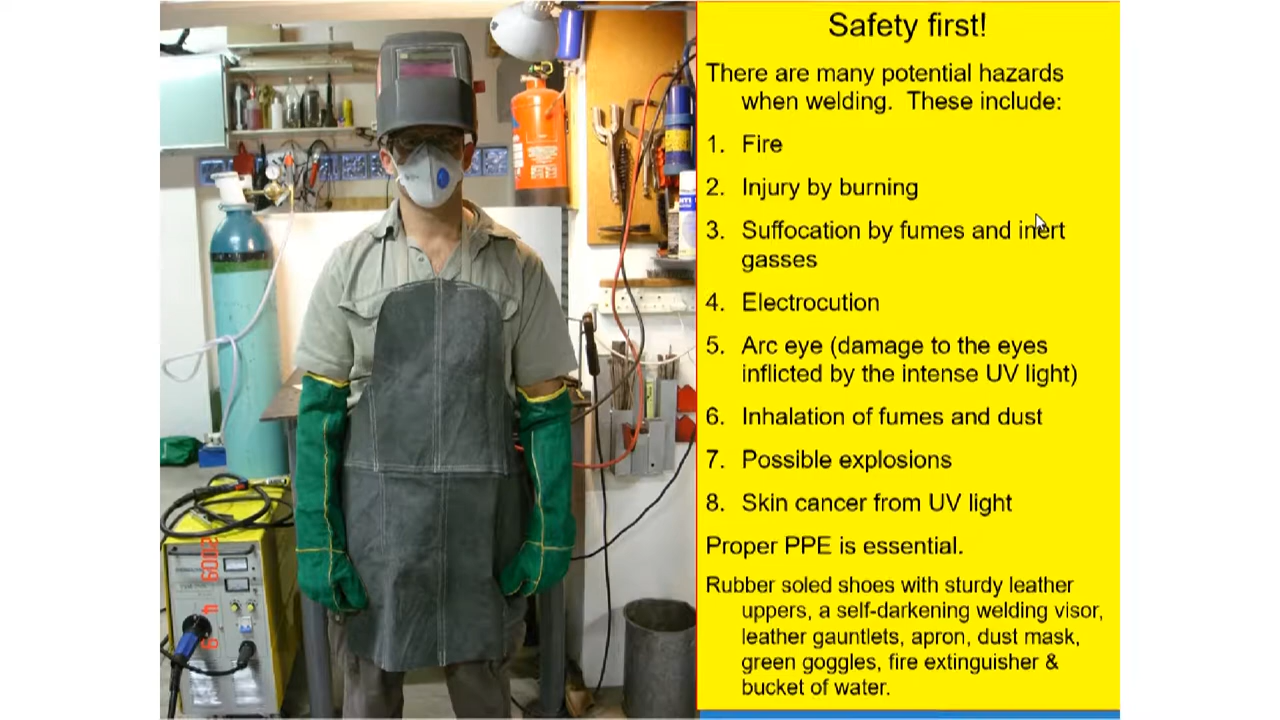 Safety first!
There are many potential hazards
when welding. These include:
1. Fire
2. Injury by burning
3. Suffocation by fumes and inert
gasses
4. Electrocution
5. Arc eye (damage to the eyes
inflicted by the intense UV light)
6. Inhalation of fumes and dust
7. Possible explosions
8. Skin cancer from UV light
Proper PPE is essential.
Rubber soled shoes with sturdy leather
uppers, a self-darkening welding visor,
leather gauntlets, apron, dust mask,
green goggles, fire extinguisher &
bucket of water.